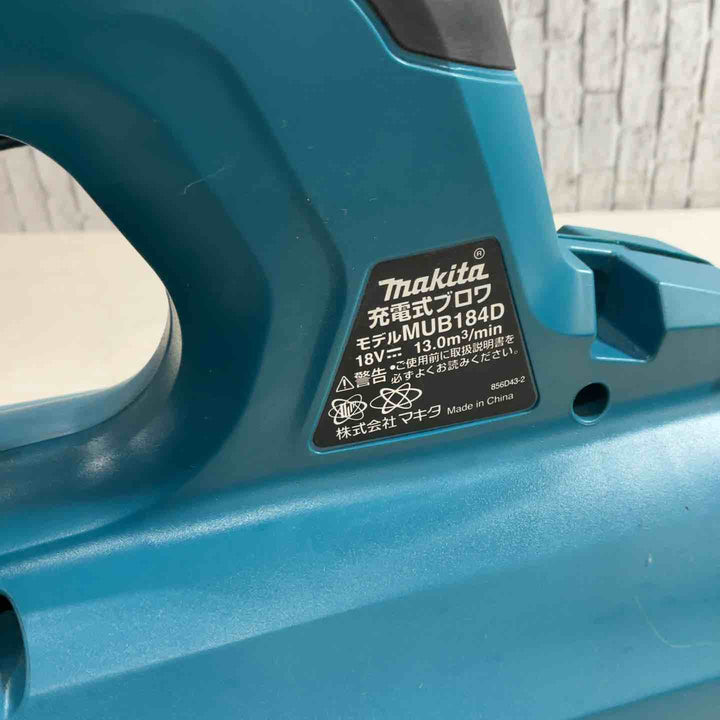 makita®
充電式ブロワ
モデルMUB184D
18V⎓ 13.0m³/min
警告 •ご使用前に取扱説明書を
必ずよくお読みください。
856D43-2
株式会社 マキタ Made in China